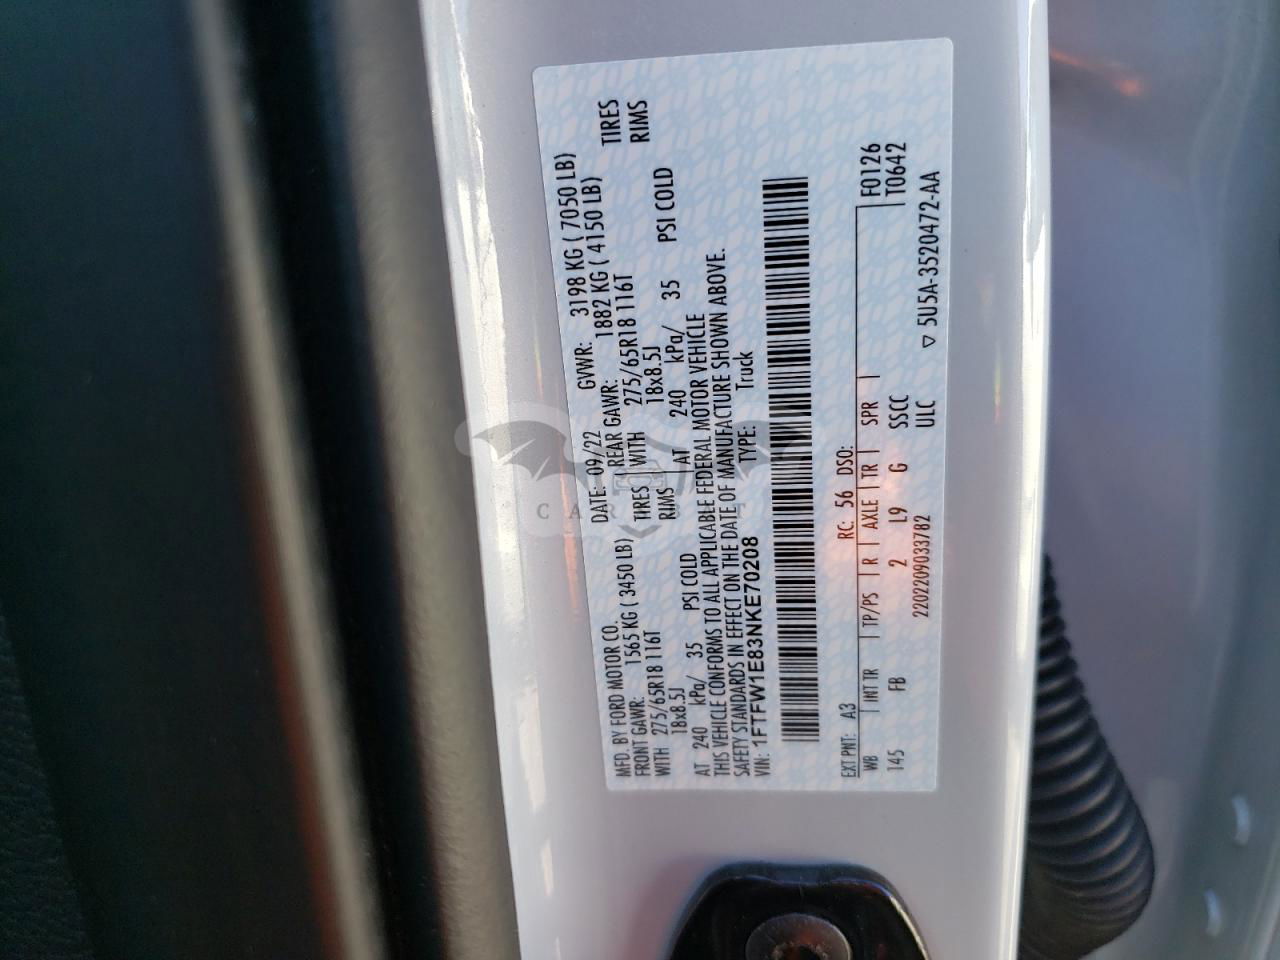 MFD. BY FORD MOTOR CO. DATE: 09/22 GVWR: 3198 KG ( 7050 LB)
FRONT GAWR: 1565 KG ( 3450 LB) REAR GAWR: 1882 KG ( 4150 LB)
WITH 275/65R18 116T TIRES WITH 275/65R18 116T TIRES
18x8.5J RIMS 18x8.5J RIMS
AT 240 kPa/ 35 PSI COLD AT 240 kPa/ 35 PSI COLD
THIS VEHICLE CONFORMS TO ALL APPLICABLE FEDERAL MOTOR VEHICLE
SAFETY STANDARDS IN EFFECT ON THE DATE OF MANUFACTURE SHOWN ABOVE.
VIN: 1FTFW1E83NKE70208 TYPE: Truck
EXT PNT: A3 RC: 56 DSO: F0126
WB INT TR TP/PS R AXLE TR SPR T0642
145 FB 2 L9 G SSCC
2202209033782 ULC ▽ 5U5A-3520472-AA